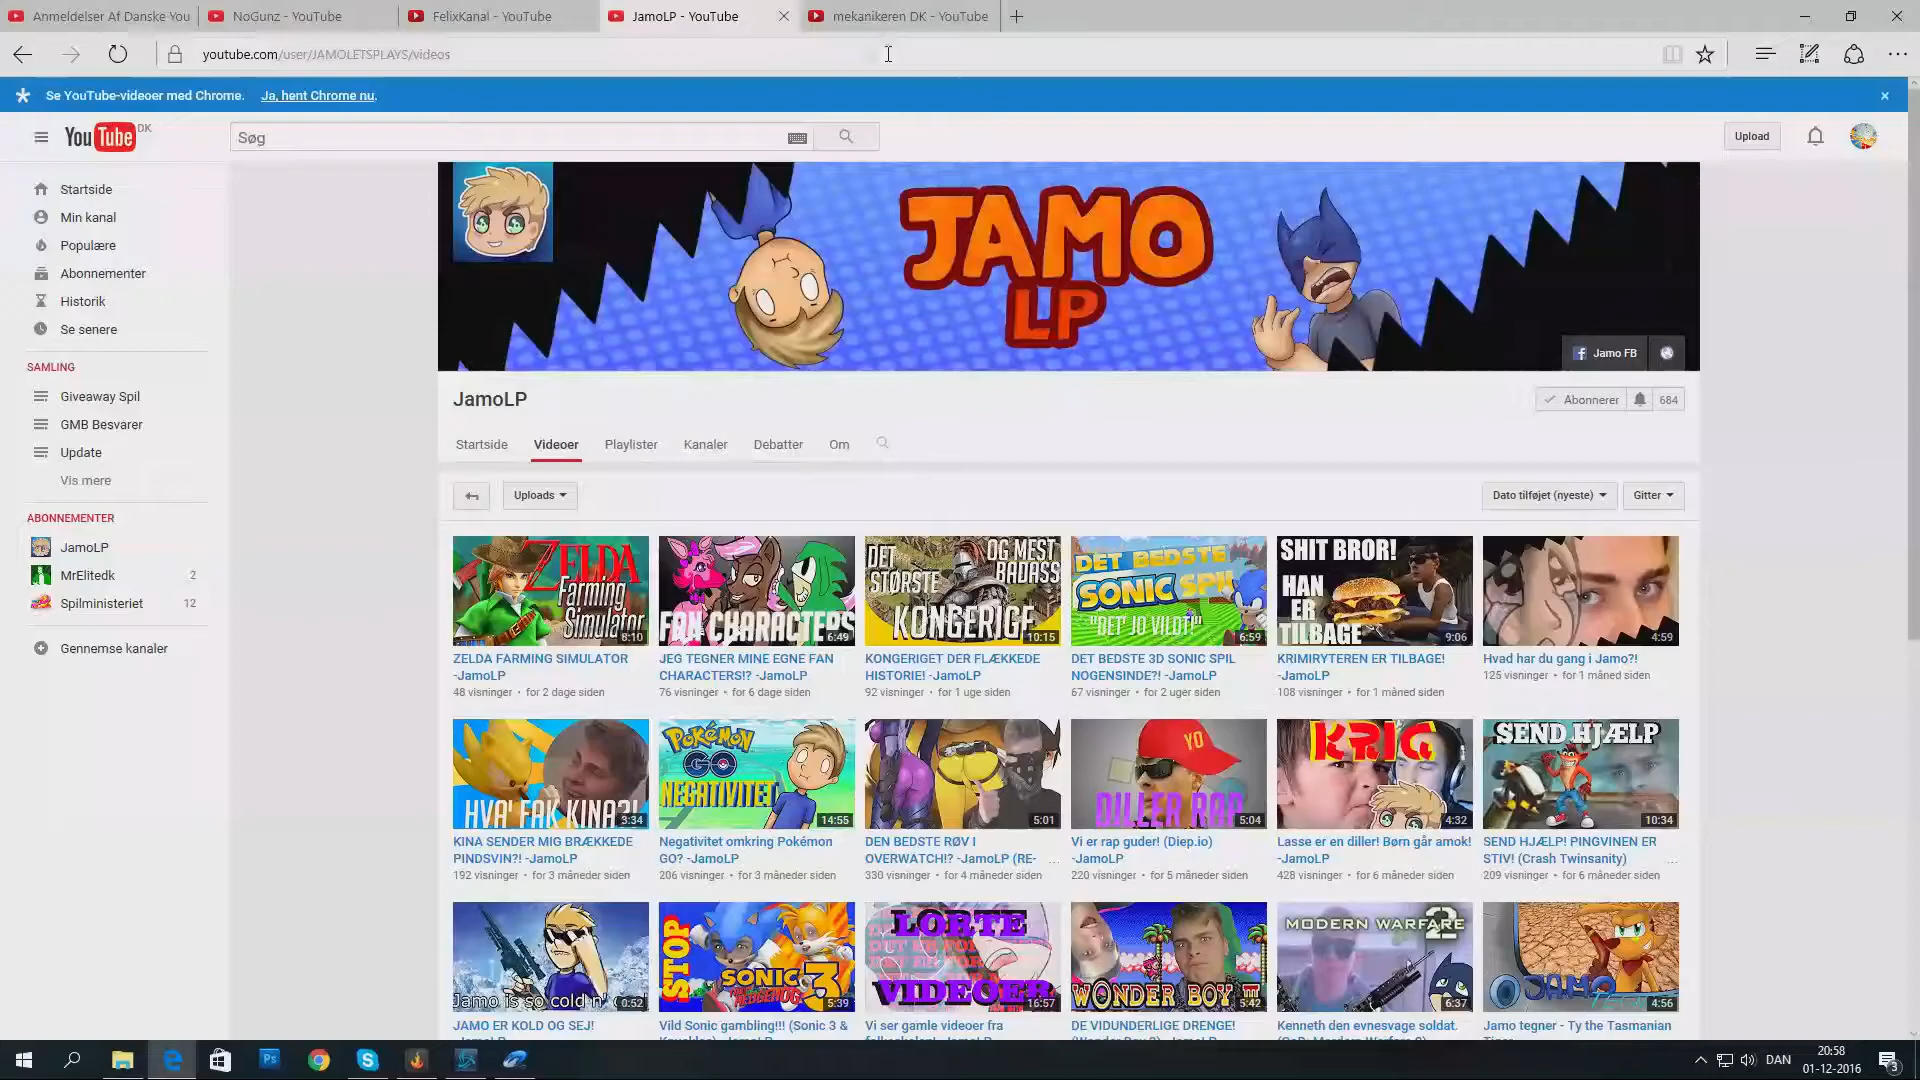 Anmeldelser Af Danske You
NoGunz - YouTube
FelixKanal - YouTube
JamoLP - YouTube
mekanikeren DK - YouTube
youtube.com/user/JAMOLETSPLAYS/videos
Se YouTube-videoer med Chrome. Ja, hent Chrome nu.
YouTube DK
Søg
Upload
Startside
Min kanal
Populære
Abonnementer
Historik
Se senere
SAMLING
Giveaway Spil
GMB Besvarer
Update
Vis mere
ABONNEMENTER
JamoLP
MrElitedk 2
Spilministeriet 12
Gennemse kanaler
JAMO
LP
Jamo FB
JamoLP
Abonnerer 684
Startside Videoer Playlister Kanaler Debatter Om
Uploads
Dato tilføjet (nyeste)
Gitter
ZELDA
Farming
Simulator
8:10
FAN CHARACTERS
6:49
DET STØRSTE
OG MEST BADASS
KONGERIGE
10:15
DET BEDSTE
SONIC SPIL
"DET' JO VILDT!"
6:59
SHIT BROR!
HAN
ER
TILBAGE
9:06
4:59
ZELDA FARMING SIMULATOR
-JamoLP
48 visninger • for 2 dage siden
JEG TEGNER MINE EGNE FAN
CHARACTERS!? -JamoLP
76 visninger • for 6 dage siden
KONGERIGET DER FLÆKKEDE
HISTORIE! -JamoLP
92 visninger • for 1 uge siden
DET BEDSTE 3D SONIC SPIL
NOGENSINDE?! -JamoLP
67 visninger • for 2 uger siden
KRIMIRYTEREN ER TILBAGE!
-JamoLP
108 visninger • for 1 måned siden
Hvad har du gang i Jamo?!
125 visninger • for 1 måned siden
HVA' FAK KINA?!
3:34
POKÉMON
GO
NEGATIVITET
14:55
5:01
YO
DILLER RAP
5:04
KRIG
4:32
SEND HJÆLP
10:34
KINA SENDER MIG BRÆKKEDE
PINDSVIN?! -JamoLP
192 visninger • for 3 måneder siden
Negativitet omkring Pokémon
GO? -JamoLP
206 visninger • for 3 måneder siden
DEN BEDSTE RØV I
OVERWATCH!? -JamoLP (RE- ...
330 visninger • for 4 måneder siden
Vi er rap guder! (Diep.io)
-JamoLP
220 visninger • for 5 måneder siden
Lasse er en diller! Børn går amok!
-JamoLP
428 visninger • for 6 måneder siden
SEND HJÆLP! PINGVINEN ER
STIV! (Crash Twinsanity) ...
209 visninger • for 6 måneder siden
Jamo is so cold n'
0:52
STOP
SONIC
3
5:39
LORTE
VIDEOER
16:57
WONDER BOY III
5:42
MODERN WARFARE
2
6:37
JAMO
4:56
JAMO ER KOLD OG SEJ!
Vild Sonic gambling!!! (Sonic 3 &
Vi ser gamle videoer fra
DE VIDUNDERLIGE DRENGE!
Kenneth den evnesvage soldat.
Jamo tegner - Ty the Tasmanian
DAN
20:58
01-12-2016
3